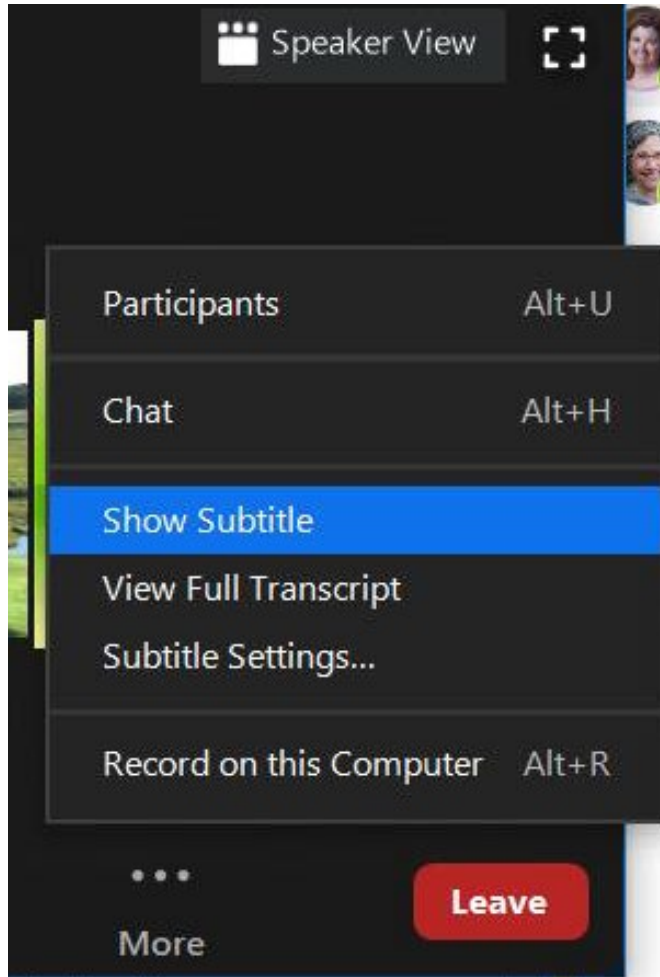 Speaker View
Participants Alt+U
Chat Alt+H
Show Subtitle
View Full Transcript
Subtitle Settings...
Record on this Computer Alt+R
More
Leave